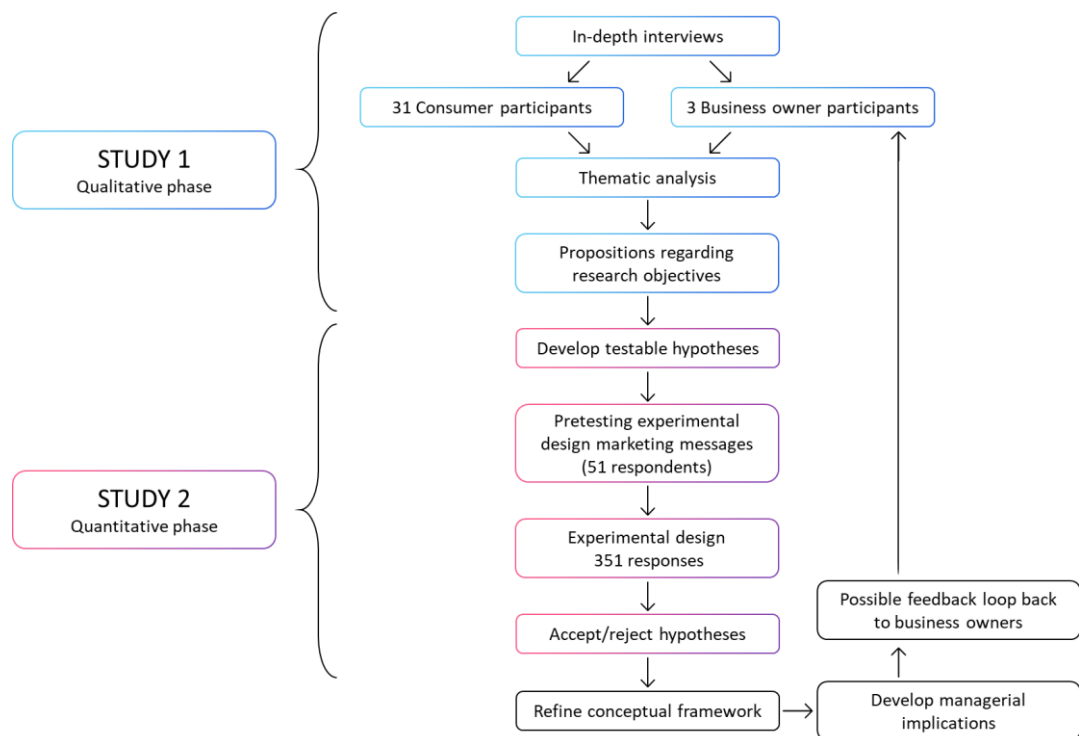 In-depth interviews
31 Consumer participants
3 Business owner participants
STUDY 1
Qualitative phase
Thematic analysis
Propositions regarding
research objectives
Develop testable hypotheses
Pretesting experimental
design marketing messages
(51 respondents)
STUDY 2
Quantitative phase
Experimental design
351 responses
Accept/reject hypotheses
Refine conceptual framework
Develop managerial
implications
Possible feedback loop back
to business owners